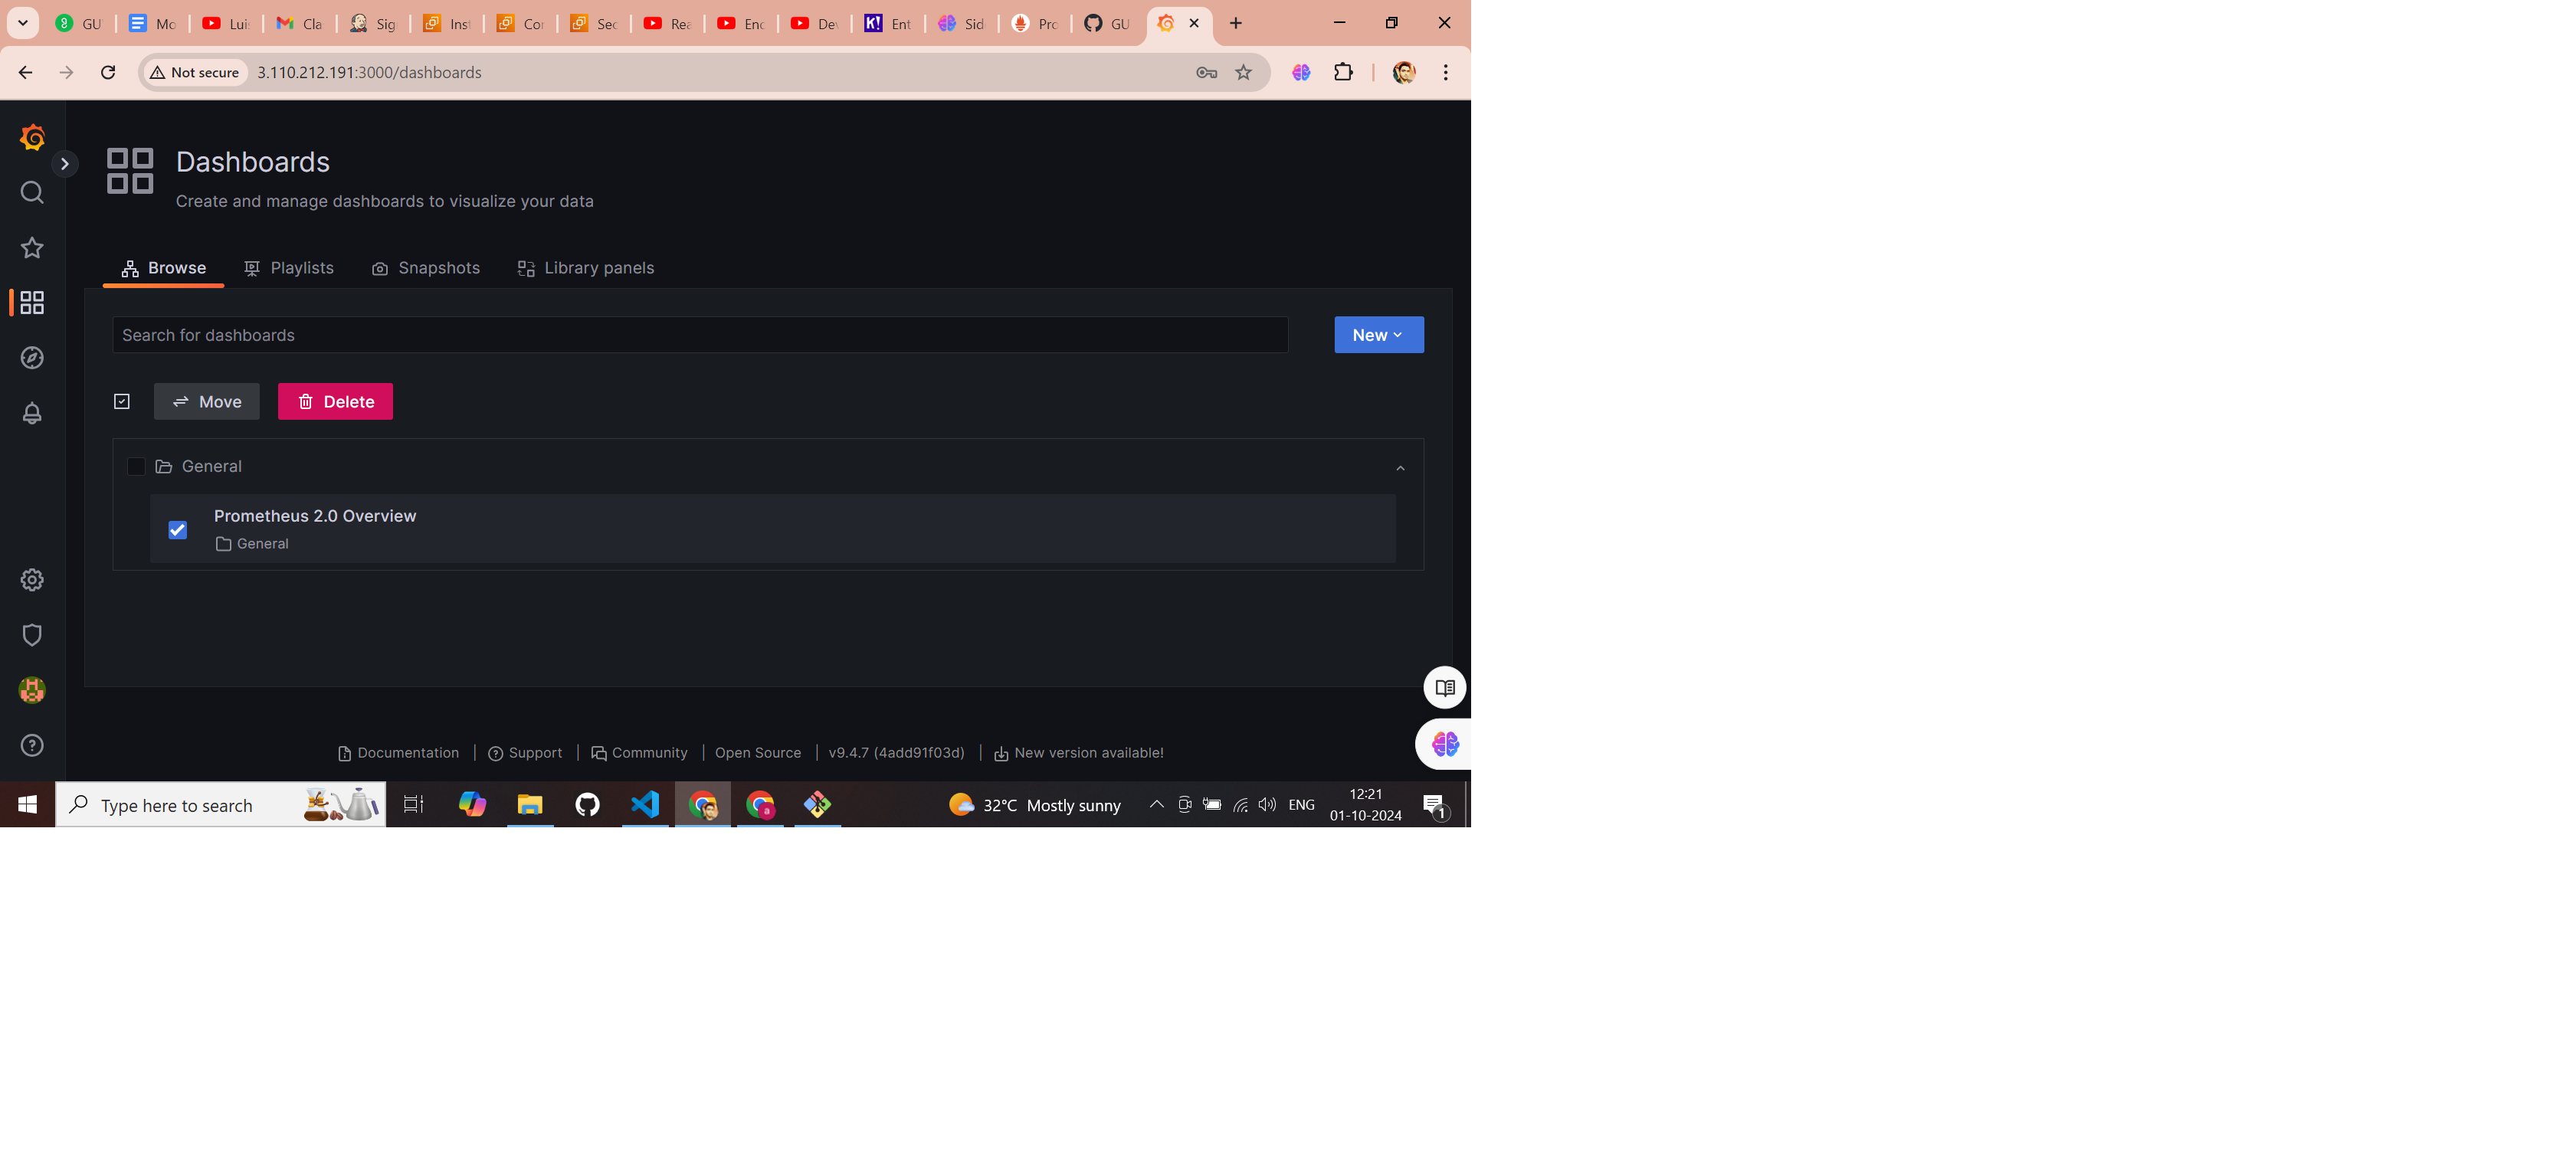 GU
Mo
Lui
Cla
Sig
Inst
Cor
Sec
Rea
Enc
Dev
K! Ent
Sid
Pro
GU
Not secure 3.110.212.191:3000/dashboards
Dashboards
Create and manage dashboards to visualize your data
Browse Playlists Snapshots Library panels
Search for dashboards New
Move Delete
General
Prometheus 2.0 Overview
General
Documentation | Support | Community | Open Source | v9.4.7 (4add91f03d) | New version available!
Type here to search a 32°C Mostly sunny ENG
12:21
01-10-2024
1